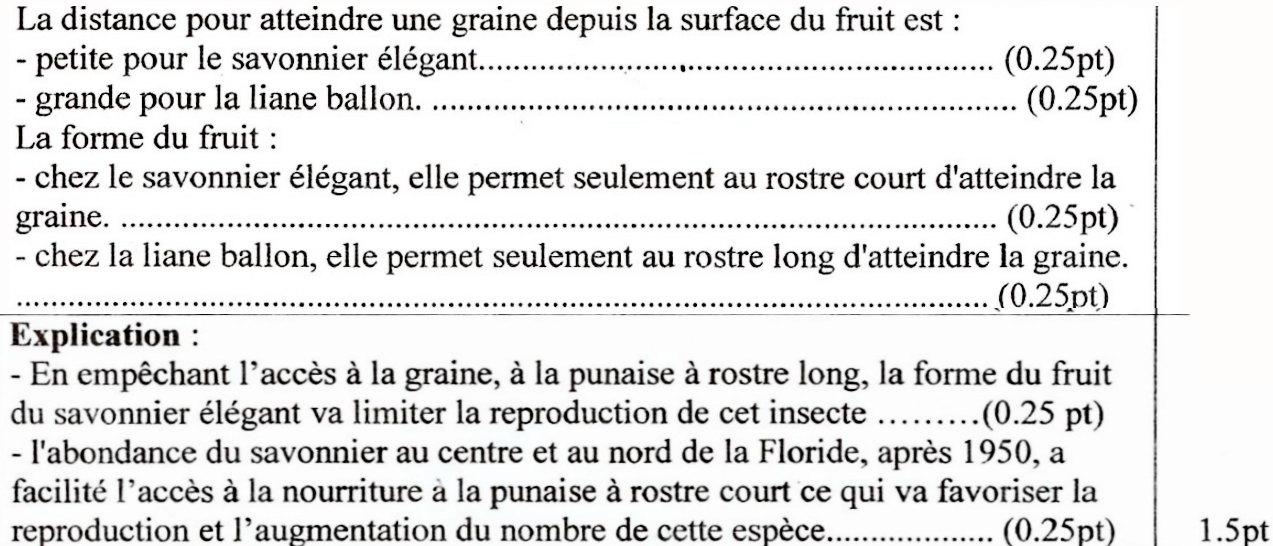 La distance pour atteindre une graine depuis la surface du fruit est :
- petite pour le savonnier élégant............................................................ (0.25pt)
- grande pour la liane ballon. .................................................................... (0.25pt)
La forme du fruit :
- chez le savonnier élégant, elle permet seulement au rostre court d'atteindre la
graine. ...................................................................................................... (0.25pt)
- chez la liane ballon, elle permet seulement au rostre long d'atteindre la graine.
................................................................................................................. (0.25pt)
Explication :
- En empêchant l’accès à la graine, à la punaise à rostre long, la forme du fruit
du savonnier élégant va limiter la reproduction de cet insecte .........(0.25 pt)
- l'abondance du savonnier au centre et au nord de la Floride, après 1950, a
facilité l’accès à la nourriture à la punaise à rostre court ce qui va favoriser la
reproduction et l’augmentation du nombre de cette espèce................... (0.25pt) 1.5pt